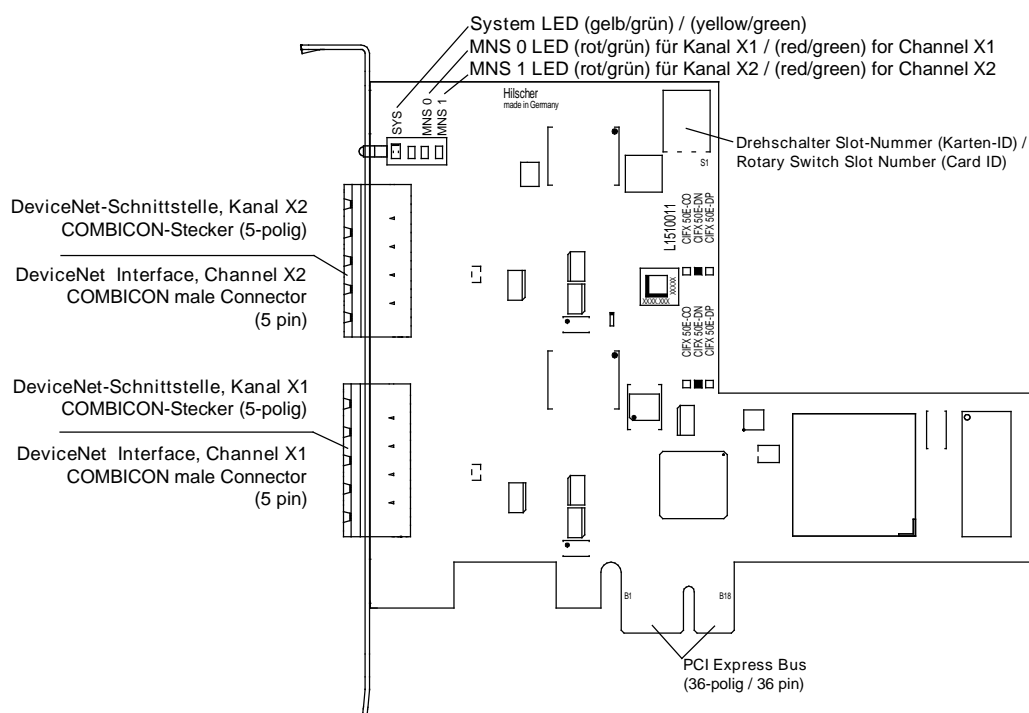 System LED (gelb/grün) / (yellow/green)
MNS 0 LED (rot/grün) für Kanal X1 / (red/green) for Channel X1
MNS 1 LED (rot/grün) für Kanal X2 / (red/green) for Channel X2
SYS
MNS 0
MNS 1
Hilscher
made in Germany
Drehschalter Slot-Nummer (Karten-ID) /
Rotary Switch Slot Number (Card ID)
S1
L1510011
CIFX 50E-CO
CIFX 50E-DN
CIFX 50E-DP
DeviceNet-Schnittstelle, Kanal X2
COMBICON-Stecker (5-polig)
DeviceNet Interface, Channel X2
COMBICON male Connector
(5 pin)
XXXX
XXXX XXX
CIFX 50E-CO
CIFX 50E-DN
CIFX 50E-DP
DeviceNet-Schnittstelle, Kanal X1
COMBICON-Stecker (5-polig)
DeviceNet Interface, Channel X1
COMBICON male Connector
(5 pin)
B1
B18
PCI Express Bus
(36-polig / 36 pin)